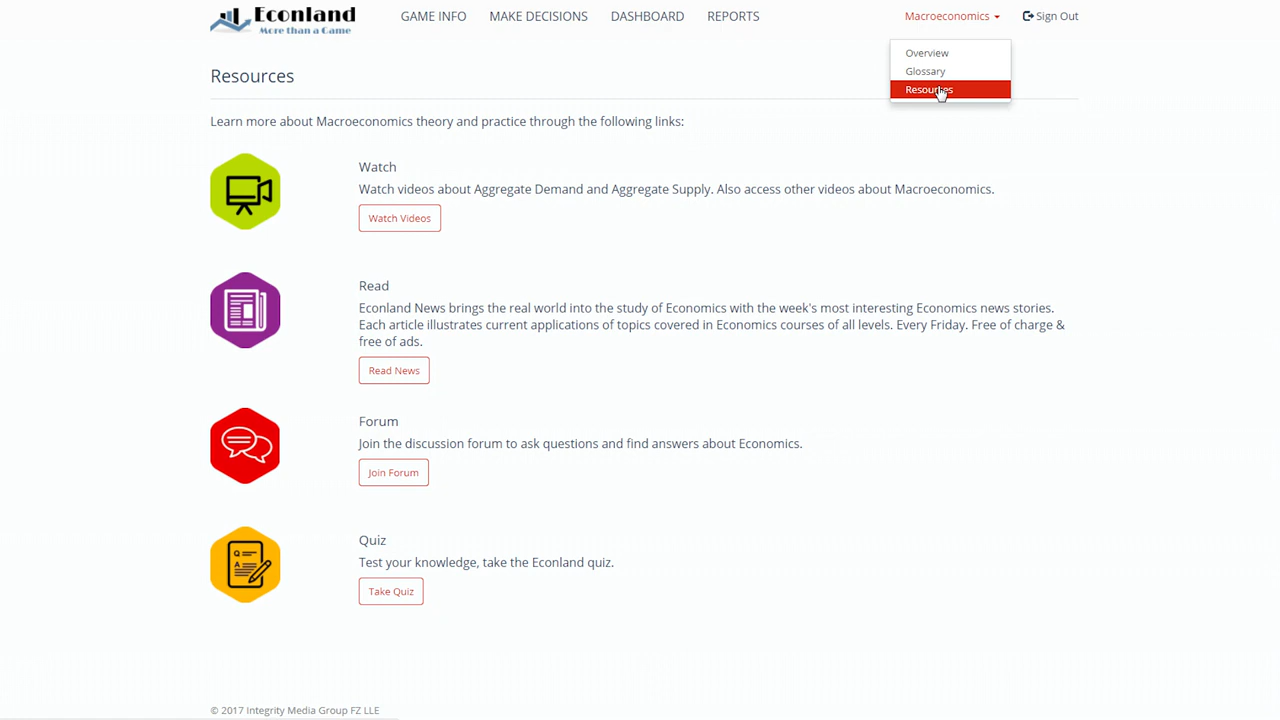 Econland
More than a Game
GAME INFO MAKE DECISIONS DASHBOARD REPORTS
Macroeconomics Sign Out
Overview
Glossary
Resources
Resources
Learn more about Macroeconomics theory and practice through the following links:
Watch
Watch videos about Aggregate Demand and Aggregate Supply. Also access other videos about Macroeconomics.
Watch Videos
Read
Econland News brings the real world into the study of Economics with the week's most interesting Economics news stories.
Each article illustrates current applications of topics covered in Economics courses of all levels. Every Friday. Free of charge &
free of ads.
Read News
Forum
Join the discussion forum to ask questions and find answers about Economics.
Join Forum
Q
A
Quiz
Test your knowledge, take the Econland quiz.
Take Quiz
© 2017 Integrity Media Group FZ LLE